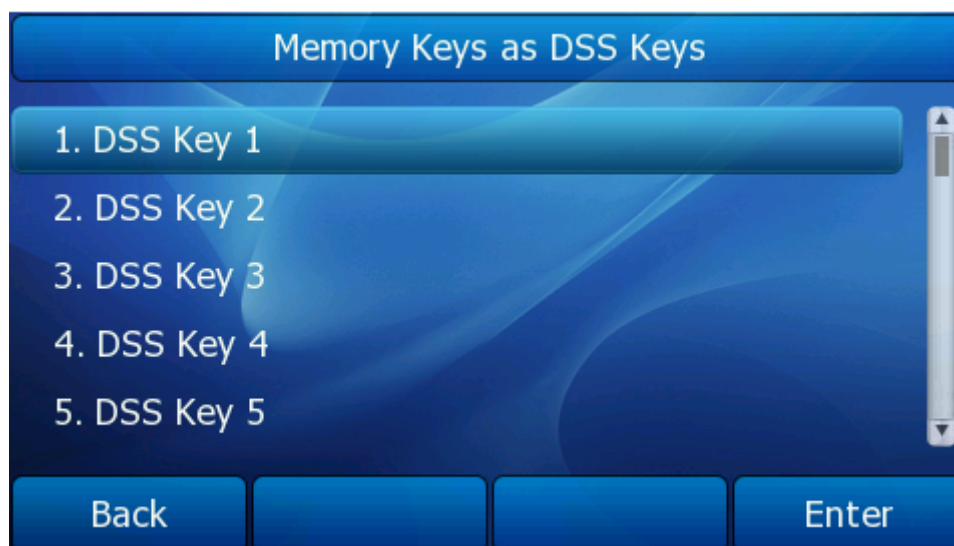 Memory Keys as DSS Keys
1. DSS Key 1
2. DSS Key 2
3. DSS Key 3
4. DSS Key 4
5. DSS Key 5
Back
Enter